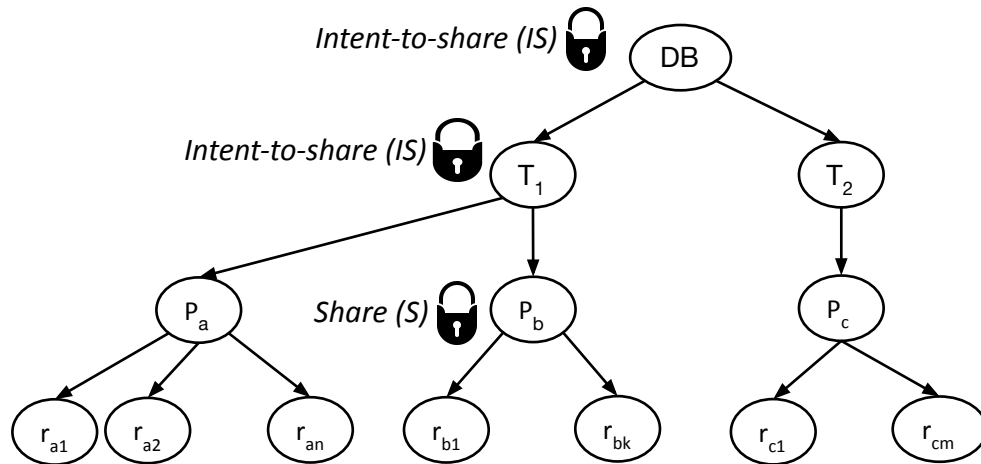 Intent-to-share (IS)
DB
Intent-to-share (IS)
T1
T2
Pa
Share (S)
Pb
Pc
ra1
ra2
ran
rb1
rbk
rc1
rcm